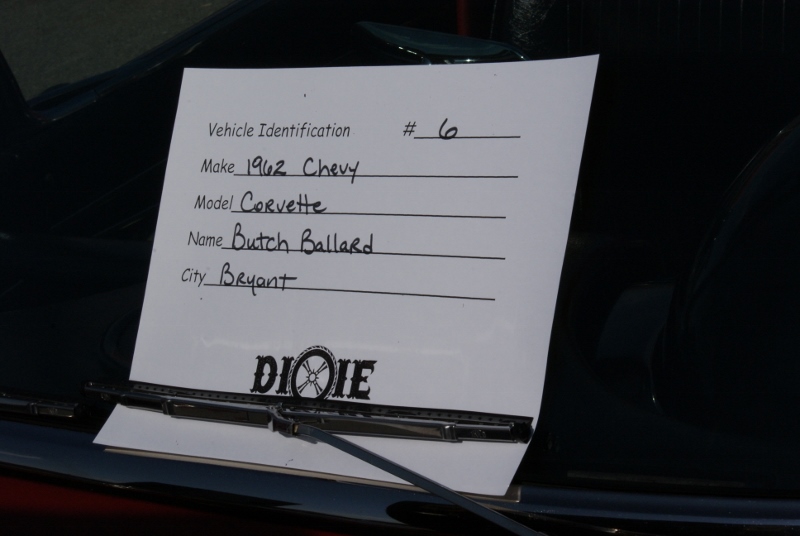 Vehicle Identification # 6
Make 1962 Chevy
Model Corvette
Name Butch Ballard
City Bryant
DIXIE